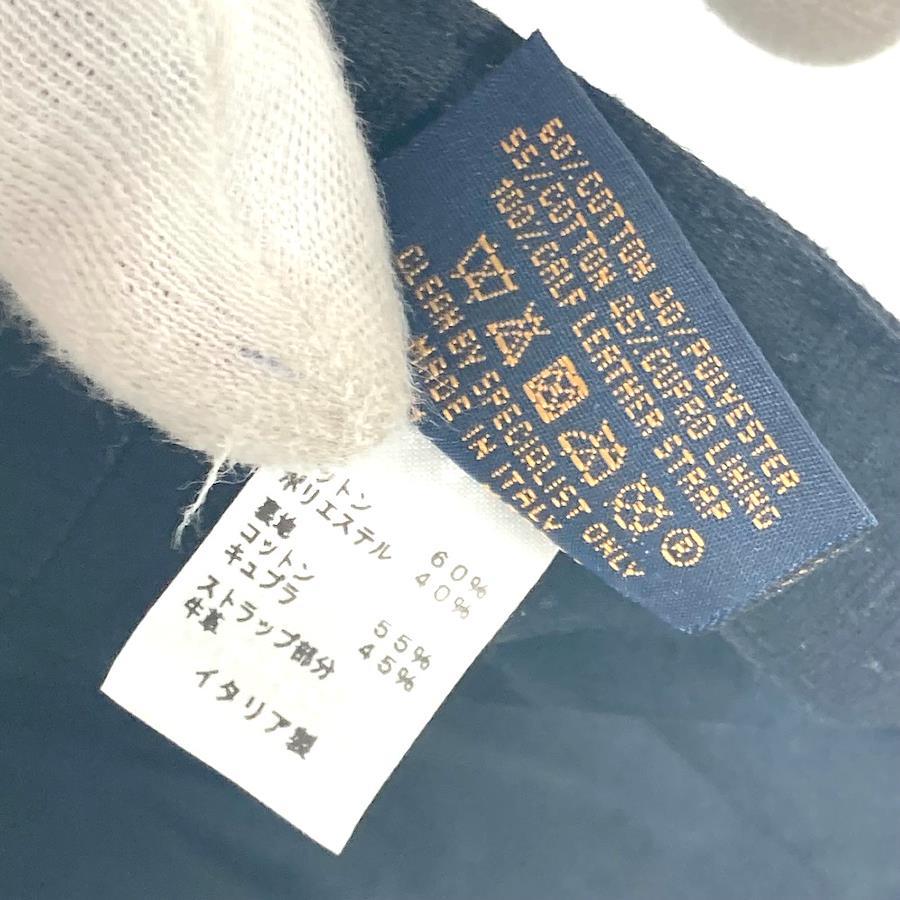 60%COTTON 40%POLYESTER
55%COTTON 45%CUPRO LINING
100%CALF LEATHER STRAP
CLEAN BY SPECIALIST ONLY
MADE IN ITALY
ポリエステル 60%
裏地 40%
コットン
キュプラ 55%
ストラップ部分 45%
牛革
イタリア製